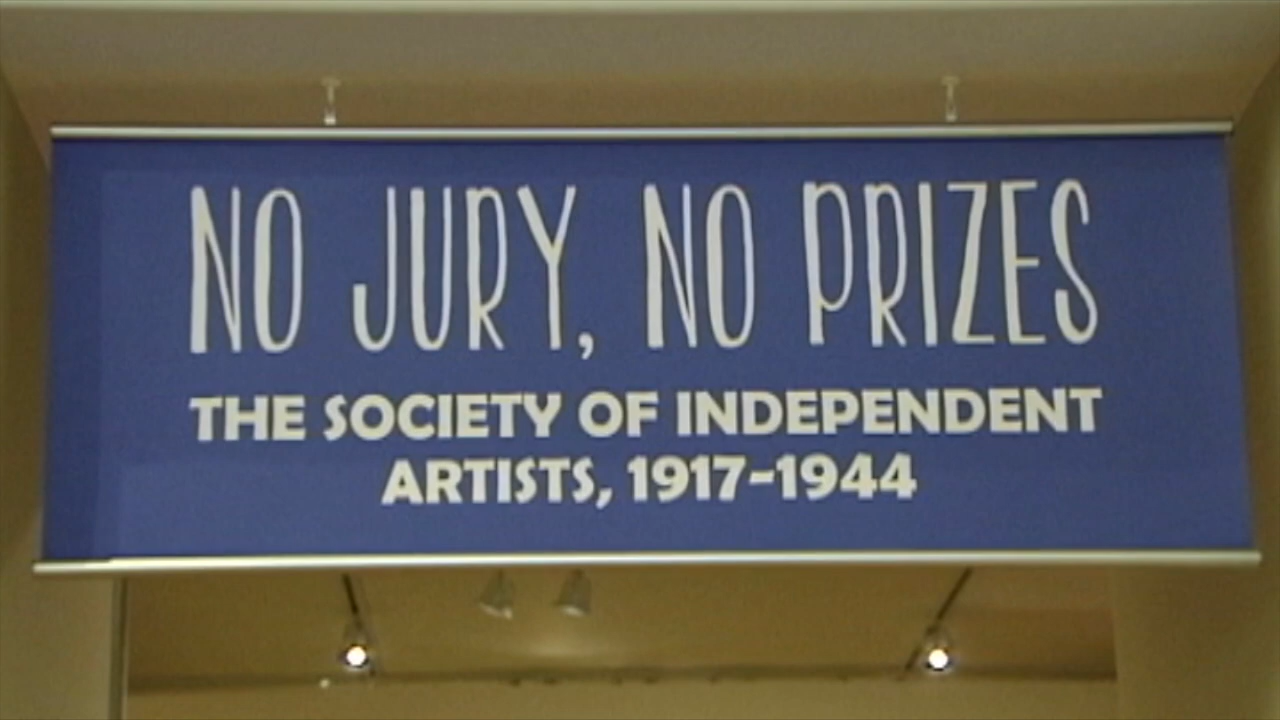 NO JURY, NO PRIZES
THE SOCIETY OF INDEPENDENT
ARTISTS, 1917-1944